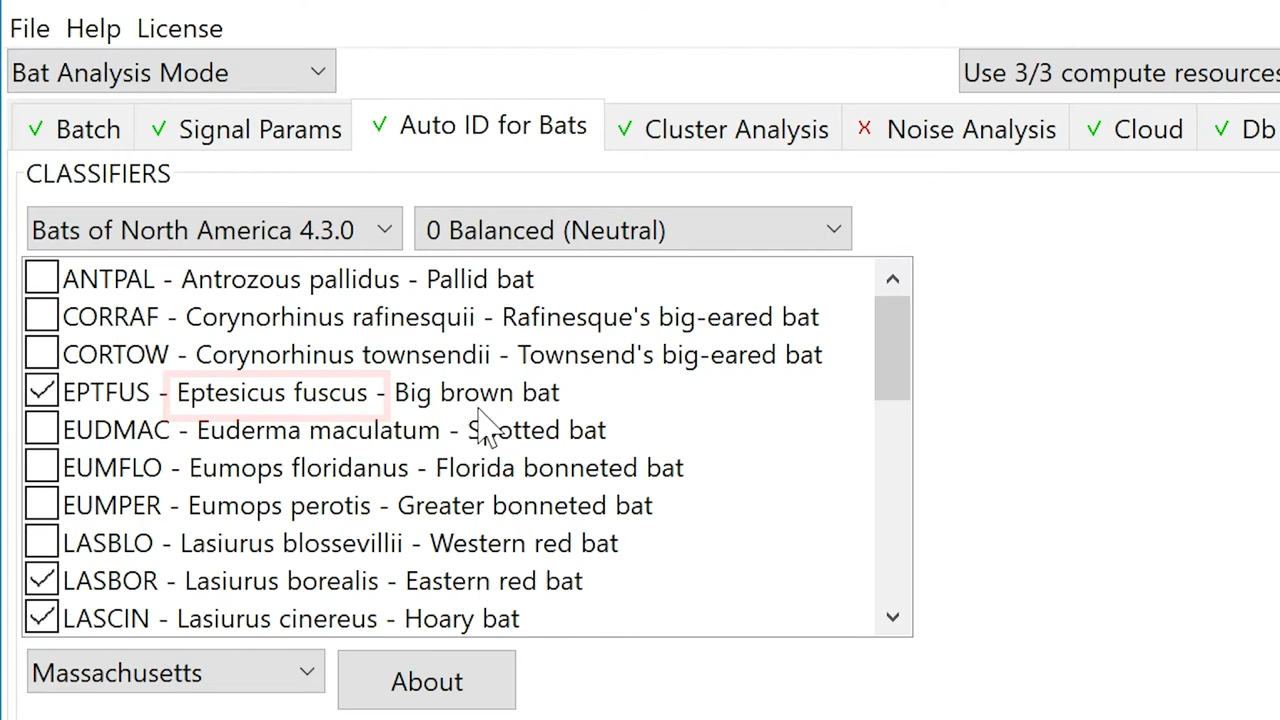 File Help License
Bat Analysis Mode
Use 3/3 compute resources
Batch Signal Params Auto ID for Bats Cluster Analysis Noise Analysis Cloud Db
CLASSIFIERS
Bats of North America 4.3.0 0 Balanced (Neutral)
ANTPAL - Antrozous pallidus - Pallid bat
CORRAF - Corynorhinus rafinesquii - Rafinesque's big-eared bat
CORTOW - Corynorhinus townsendii - Townsend's big-eared bat
EPTFUS - Eptesicus fuscus - Big brown bat
EUDMAC - Euderma maculatum - Spotted bat
EUMFLO - Eumops floridanus - Florida bonneted bat
EUMPER - Eumops perotis - Greater bonneted bat
LASBLO - Lasiurus blossevillii - Western red bat
LASBOR - Lasiurus borealis - Eastern red bat
LASCIN - Lasiurus cinereus - Hoary bat
Massachusetts About